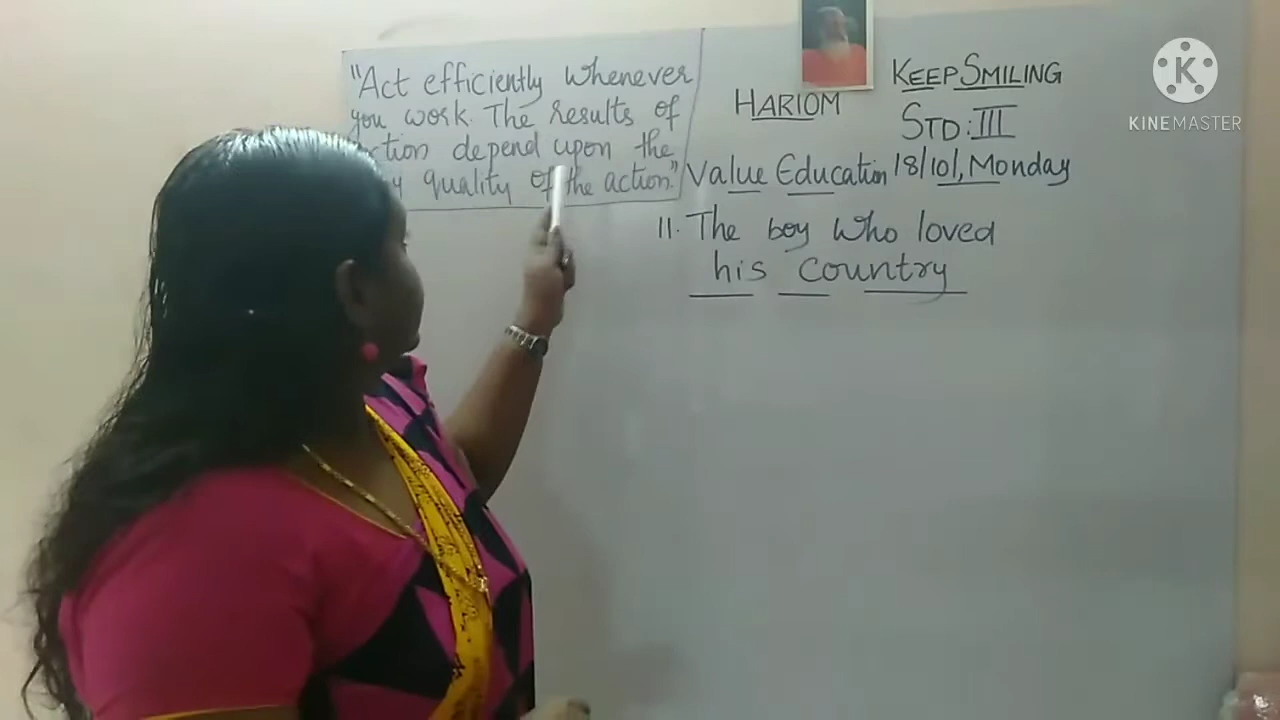 "Act efficiently whenever
you work. The results of
ction depend upon the
y quality of the action."
HARIOM
KEEP SMILING
STD: III
Value Education 18/10/, Monday
11. The boy who loved
his country
K
KINEMASTER